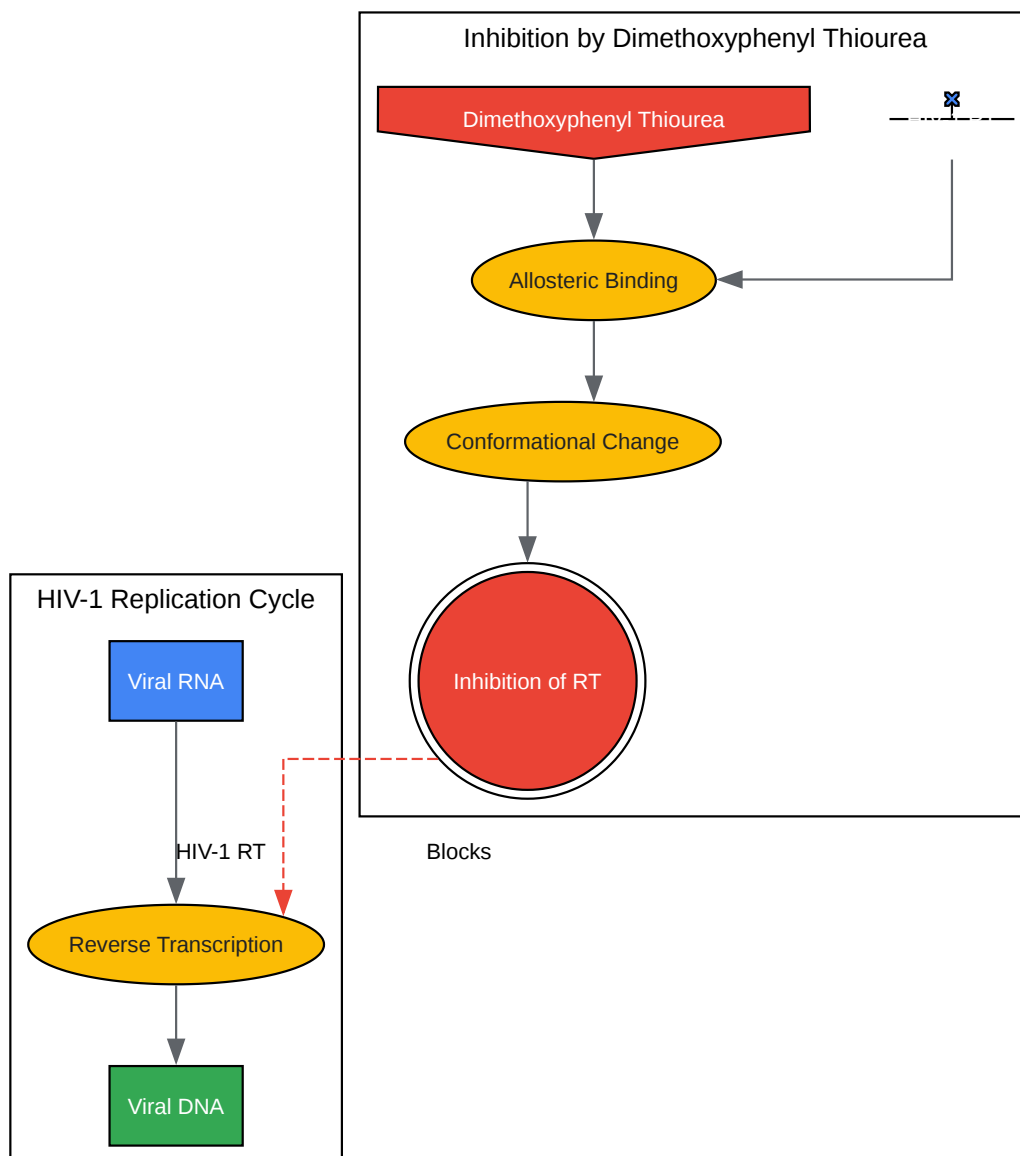 Inhibition by Dimethoxyphenyl Thiourea
Dimethoxyphenyl Thiourea
Allosteric Binding
Conformational Change
Inhibition of RT
HIV-1 Replication Cycle
Viral RNA
HIV-1 RT
Blocks
Reverse Transcription
Viral DNA